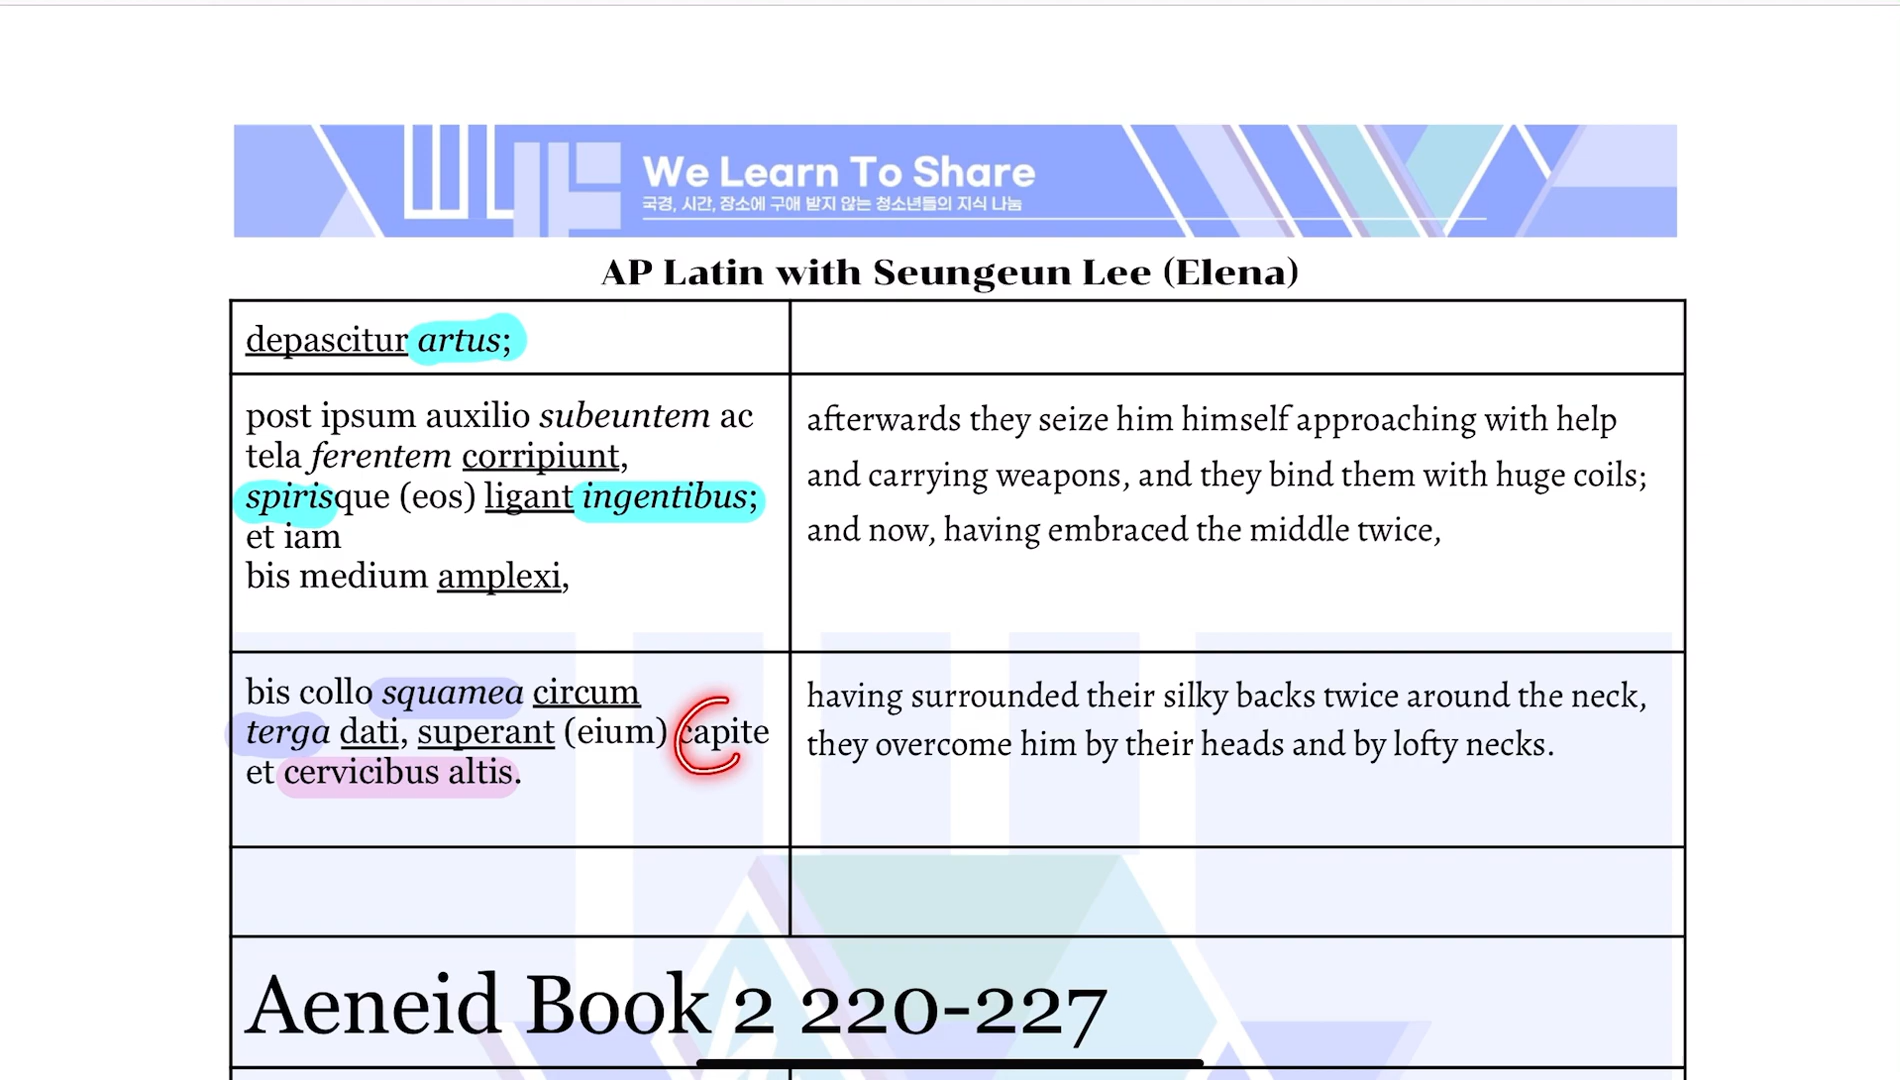 We Learn To Share
국경, 시간, 장소에 구애 받지 않는 청소년들의 지식 나눔
AP Latin with Seungeun Lee (Elena)
depascitur artus;
post ipsum auxilio subeuntem ac
tela ferentem corripiunt,
spirisque (eos) ligant ingentibus;
et iam
bis medium amplexi,
afterwards they seize him himself approaching with help
and carrying weapons, and they bind them with huge coils;
and now, having embraced the middle twice,
bis collo squamea circum
terga dati, superant (eium) capite
et cervicibus altis.
having surrounded their silky backs twice around the neck,
they overcome him by their heads and by lofty necks.
Aeneid Book 2 220-227